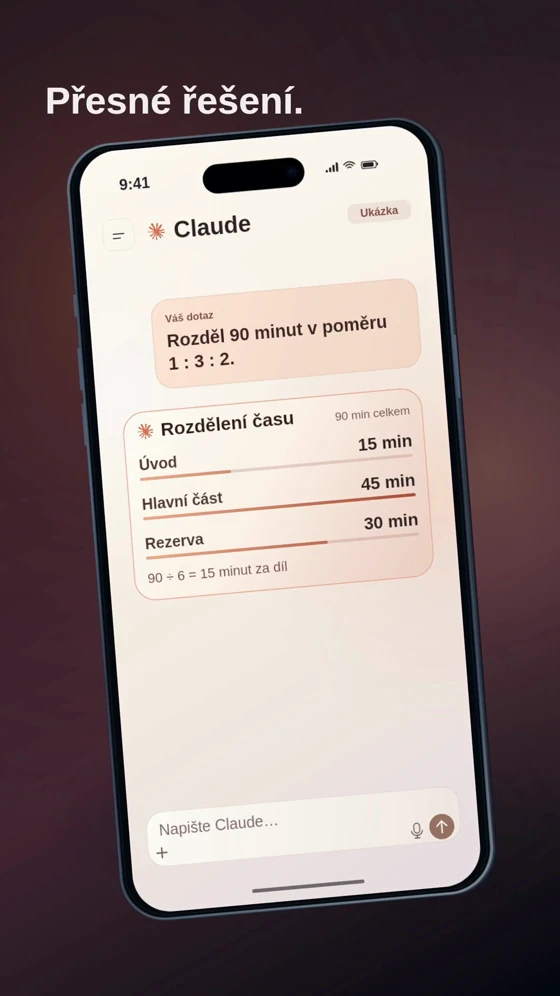 Přesné řešení.
9:41
Claude
Ukázka
Váš dotaz
Rozděl 90 minut v poměru
1 : 3 : 2.
Rozdělení času
90 min celkem
Úvod
15 min
Hlavní část
45 min
Rezerva
30 min
90 ÷ 6 = 15 minut za díl
Napište Claude…